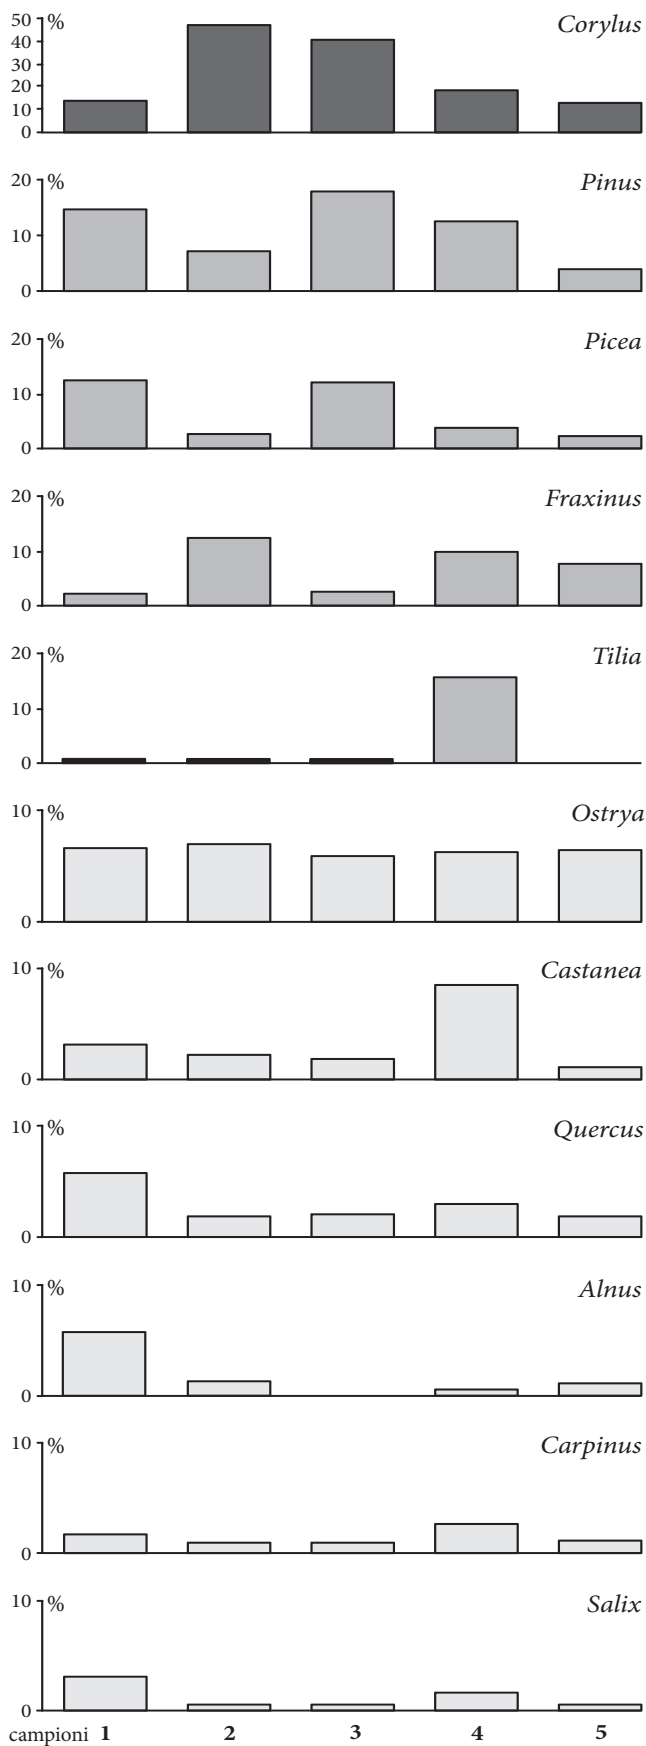 50 % Corylus
40
30
20
10
0
20 % Pinus
10
0
20 % Picea
10
0
20 % Fraxinus
10
0
20 % Tilia
10
0
10 % Ostrya
0
10 % Castanea
0
10 % Quercus
0
10 % Alnus
0
10 % Carpinus
0
10 % Salix
0
campioni 1 2 3 4 5